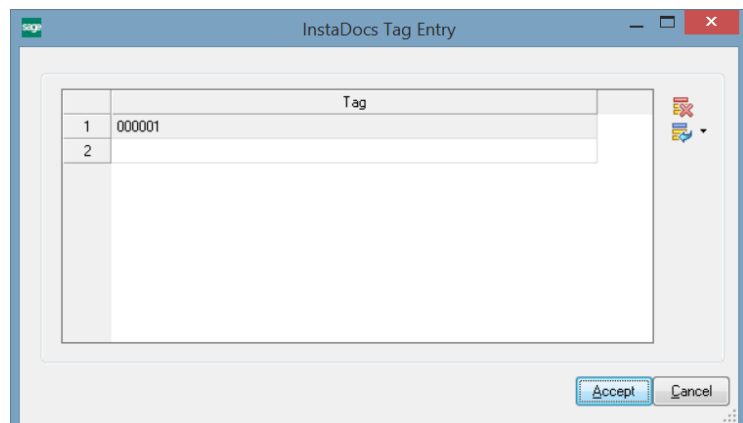 sage
InstaDocs Tag Entry
Tag
1 000001
2
Accept Cancel